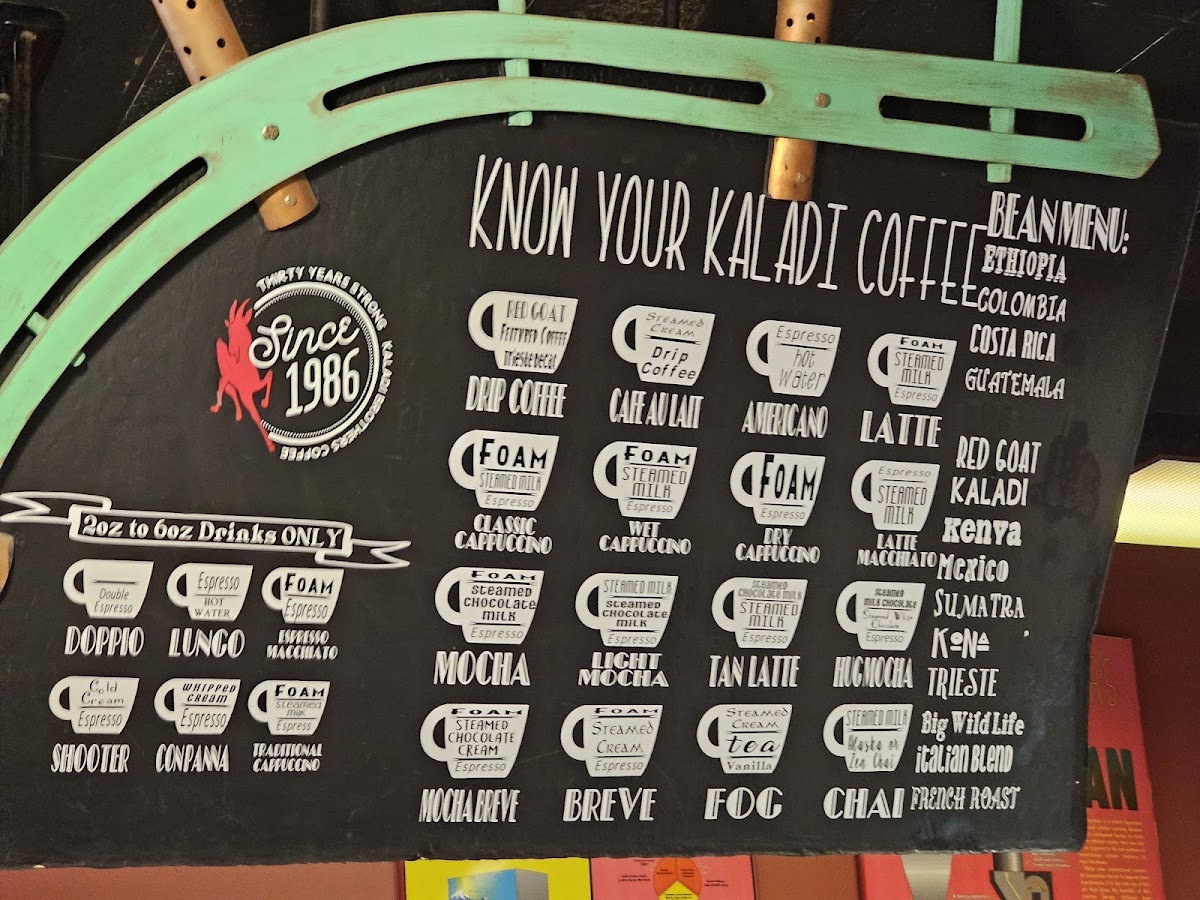 KNOW YOUR KALADI COFFEE
THIRTY YEARS STRONG
KALADI BROTHERS COFFEE
Since
1986
RED GOAT
Featured Coffee
Trieste Decaf
DRIP COFFEE
Steamed
Cream
Drip
Coffee
CAFE AU LAIT
Espresso
hot
Water
AMERICANO
FOAM
STEAMED
MILK
Espresso
LATTE
FOAM
STEAMED MILK
Espresso
CLASSIC
CAPPUCCINO
FOAM
STEAMED
MILK
Espresso
WET
CAPPUCCINO
FOAM
Espresso
DRY
CAPPUCCINO
Espresso
STEAMED
MILK
LATTE
MACCHIATO
FOAM
STEAMED
CHOCOLATE
MILK
Espresso
MOCHA
STEAMED MILK
STEAMED
CHOCOLATE
MILK
Espresso
LIGHT
MOCHA
STEAMED
CHOCOLATE MILK
STEAMED
MILK
Espresso
TAN LATTE
STEAMED
MILK CHOCOLATE
Steamed White
Chocolate
Espresso
HUG MOCHA
FOAM
STEAMED
CHOCOLATE
CREAM
Espresso
MOCHA BREVE
FOAM
Steamed
Cream
Espresso
BREVE
Steamed
Cream
tea
Vanilla
FOG
STEAMED MILK
Alaska or
Zen Chai
CHAI
BEAN MENU:
ETHIOPIA
COLOMBIA
COSTA RICA
GUATEMALA
RED GOAT
KALADI
Kenya
Mexico
SUMATRA
KONA
TRIESTE
Big Wild Life
italian Blend
FRENCH ROAST
2oz to 6oz Drinks ONLY
Double
Espresso
DOPPIO
Espresso
HOT
WATER
LUNGO
FOAM
Espresso
ESPRESSO
MACCHIATO
Cold
Cream
Espresso
SHOOTER
WHIPPED
CREAM
Espresso
CONPANNA
FOAM
Steamed
Milk
Espress
TRADITIONAL
CAPPUCCINO
AN